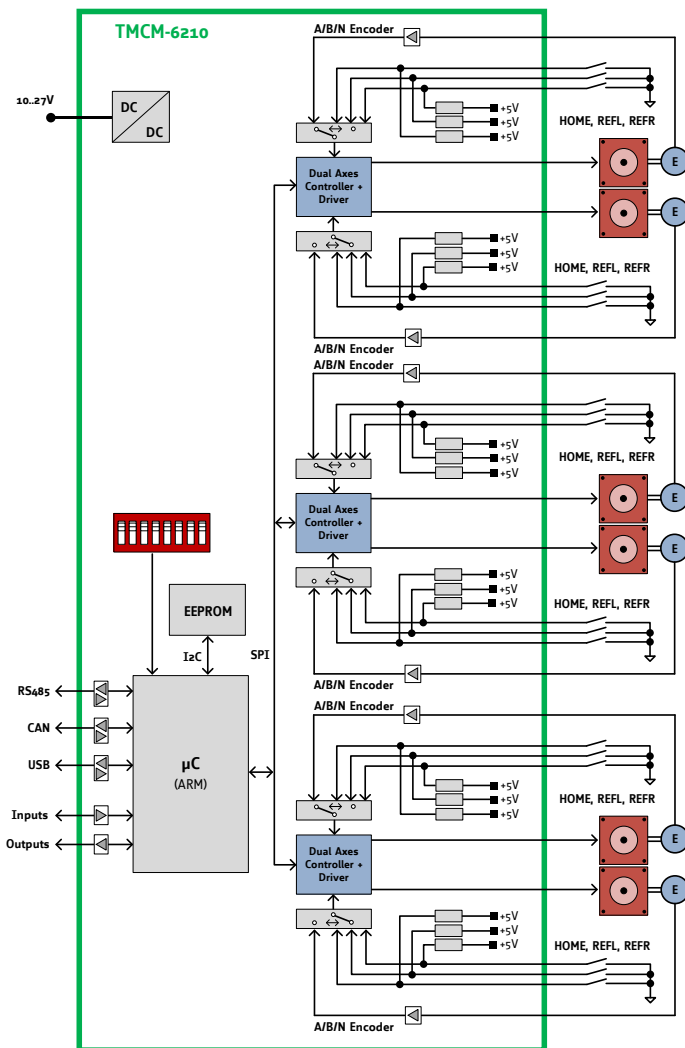 TMCM-6210
10..27V
DC
DC
A/B/N Encoder
+5V
+5V
+5V
HOME, REFL, REFR
Dual Axes
Controller +
Driver
E
E
+5V
+5V
+5V
HOME, REFL, REFR
A/B/N Encoder
A/B/N Encoder
+5V
+5V
+5V
HOME, REFL, REFR
Dual Axes
Controller +
Driver
E
E
+5V
+5V
+5V
HOME, REFL, REFR
A/B/N Encoder
A/B/N Encoder
+5V
+5V
+5V
HOME, REFL, REFR
Dual Axes
Controller +
Driver
E
E
+5V
+5V
+5V
HOME, REFL, REFR
A/B/N Encoder
EEPROM
I2C
SPI
RS485
CAN
USB
Inputs
Outputs
µC
(ARM)